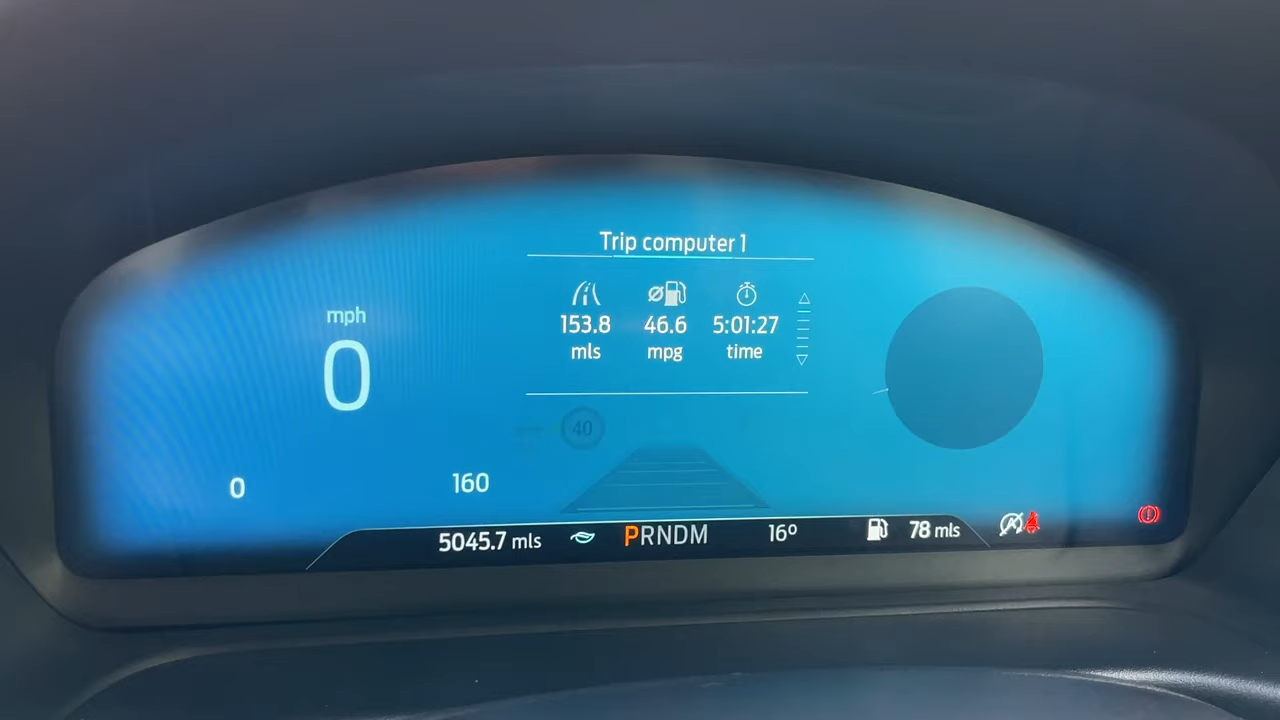 Trip computer 1
153.8 46.6 5:01:27
mls mpg time
mph
0
40
0 160
5045.7 mls PRNDM 16º 78 mls